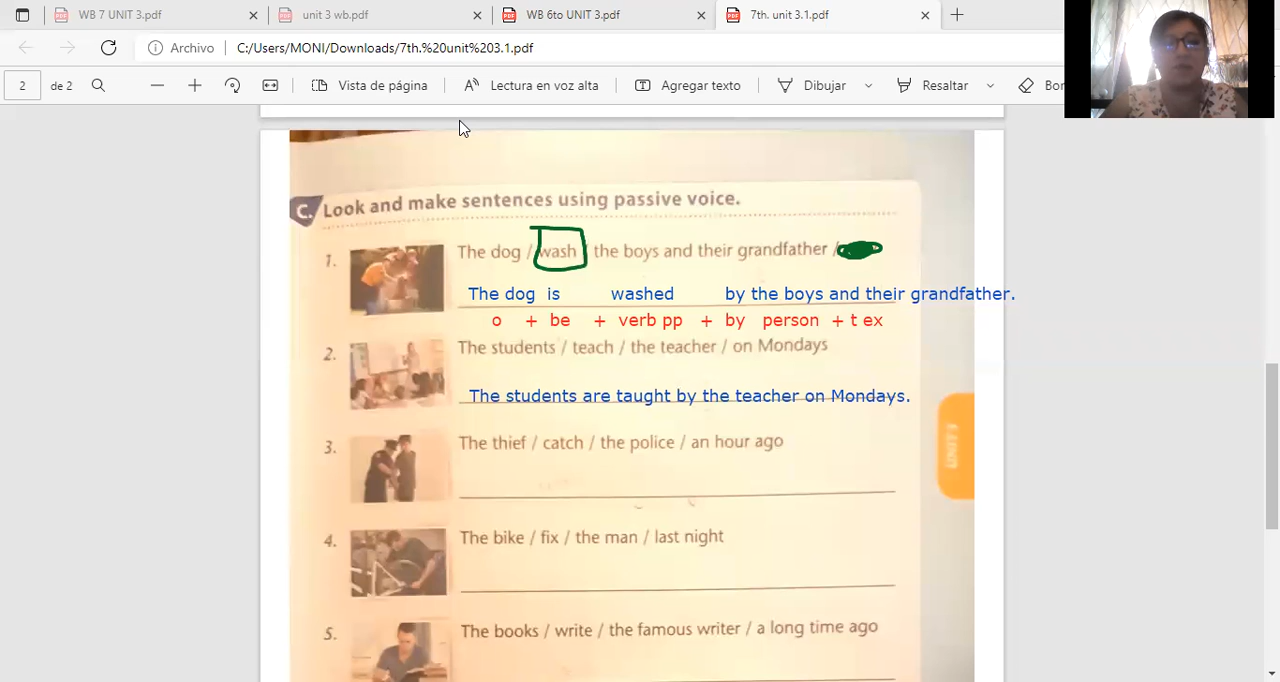 WB 7 UNIT 3.pdf
unit 3 wb.pdf
WB 6to UNIT 3.pdf
7th. unit 3.1.pdf
Archivo
C:/Users/MONI/Downloads/7th.%20unit%203.1.pdf
2 de 2
Vista de página
Lectura en voz alta
Agregar texto
Dibujar
Resaltar
Bor
C. Look and make sentences using passive voice.
1. The dog / wash / the boys and their grandfather /
The dog is washed by the boys and their grandfather.
o + be + verb pp + by person + t ex
2. The students / teach / the teacher / on Mondays
The students are taught by the teacher on Mondays.
3. The thief / catch / the police / an hour ago
UNIT 3
4. The bike / fix / the man / last night
5. The books / write / the famous writer / a long time ago